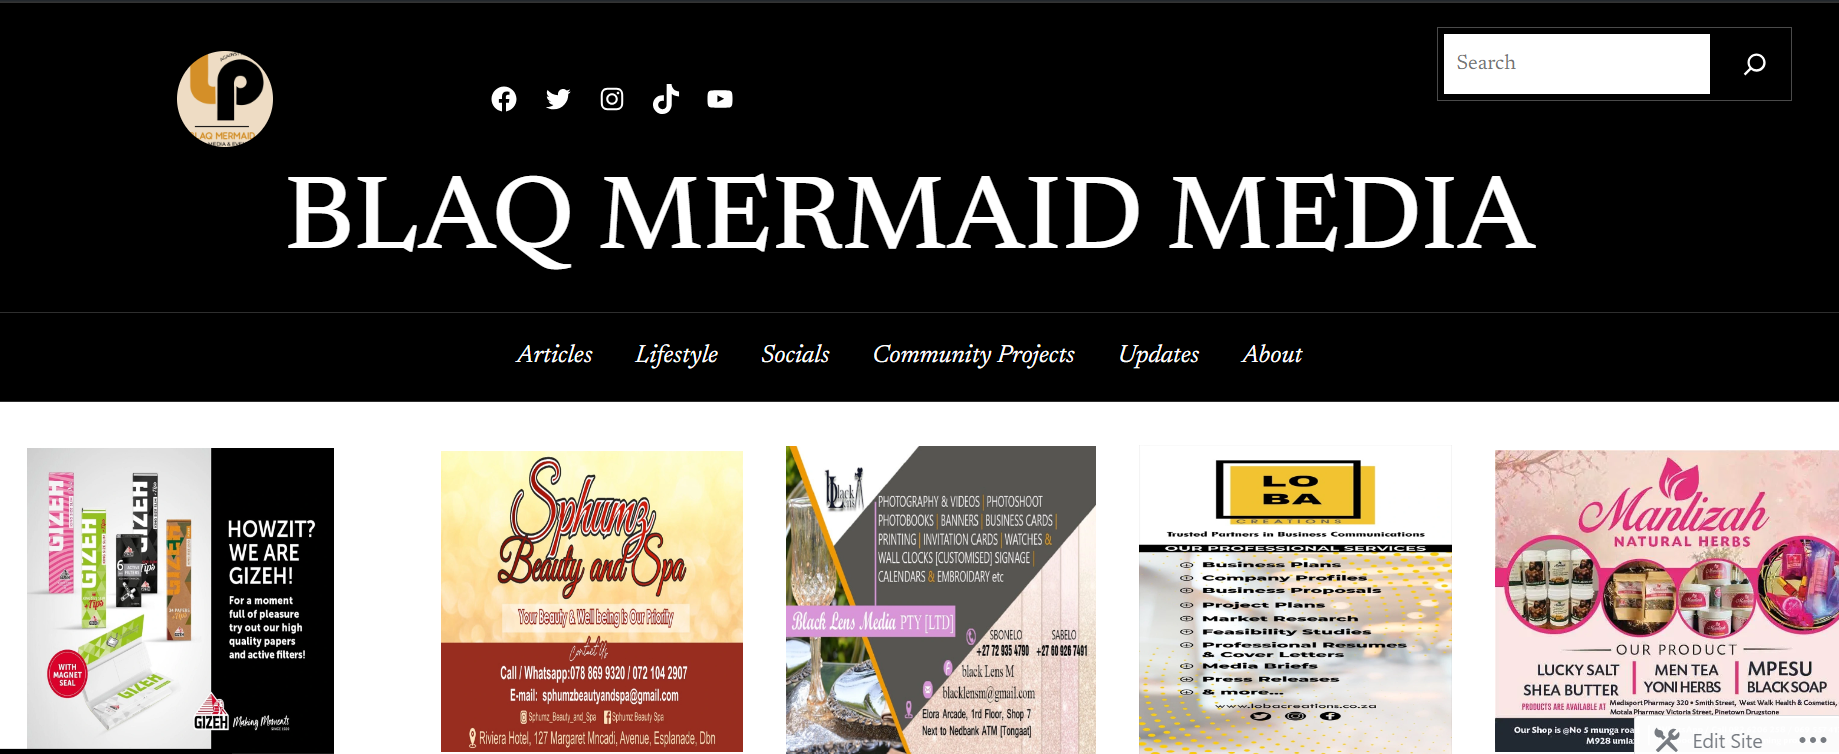 LP
LAQ MERMAID
MEDIA & EVE
Search
BLAQ MERMAID MEDIA
Articles Lifestyle Socials Community Projects Updates About
GIZEH
GIZEH
GIZEH
GIZEH
+Tips
Tips
6 ACTIVE FILTERS
WITH
MAGNET
SEAL
GIZEH
HOWZIT?
WE ARE
GIZEH!
For a moment
full of pleasure
try out our high
quality papers
and active filters!
GIZEH Making Moments
SINCE 1920
Sphumz
Beauty and Spa
Your Beauty & Well being is Our Priority
Contact Us
Call / Whatsapp:078 869 9320 / 072 104 2907
E-mail: sphumzbeautyandspa@gmail.com
Sphumz_Beauty_and_Spa Sphumz Beauty Spa
Riviera Hotel, 127 Margaret Mncadi, Avenue, Esplanade, Dbn
Black
Lens
PHOTOGRAPHY & VIDEOS | PHOTOSHOOT
PHOTOBOOKS | BANNERS | BUSINESS CARDS |
PRINTING | INVITATION CARDS | WATCHES &
WALL CLOCKS [CUSTOMISED] SIGNAGE |
CALENDARS & EMBROIDARY etc
Black Lens Media PTY [LTD]
SBONELO SABELO
+27 72 935 4790 +27 60 926 7491
black Lens M
blacklensm@gmail.com
Elora Arcade, 1rd Floor, Shop 7
Next to Nedbank ATM [Tongaat]
LO
BA
CREATIONS
Trusted Partners in Business Communications
OUR PROFESSIONAL SERVICES
Business Plans
Company Profiles
Business Proposals
Project Plans
Market Research
Feasibility Studies
Professional Resumes
& Cover Letters
Media Briefs
Press Releases
& more...
www.lobacreations.co.za
Manlizah
NATURAL HERBS
OUR PRODUCT
LUCKY SALT | MEN TEA | MPESU
SHEA BUTTER | YONI HERBS | BLACK SOAP
PRODUCTS ARE AVAILABLE AT Medisport Pharmacy 320 • Smith Street, West Walk Health & Cosmetics,
Motala Pharmacy Victoria Street, Pinetown Drugstore
Our Shop is @No 5 munga roa
M928 umla
Edit Site